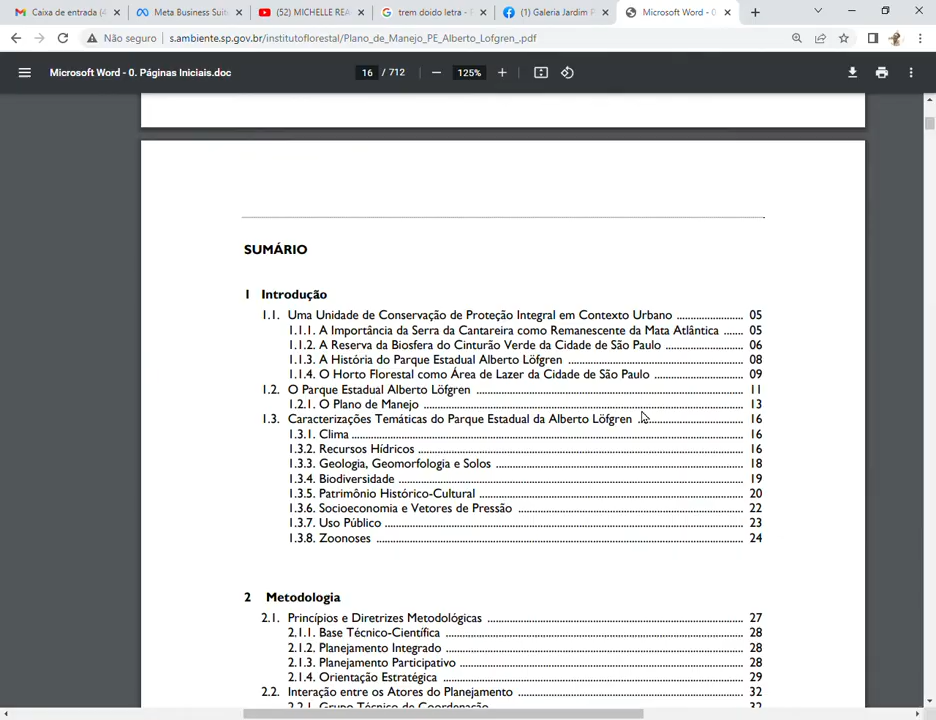 Caixa de entrada (4
Meta Business Suit
(52) MICHELLE REA
trem doido letra -
(1) Galeria Jardim P
Microsoft Word - 0
Não seguro
s.ambiente.sp.gov.br/institutoflorestal/Plano_de_Manejo_PE_Alberto_Lofgren_.pdf
Microsoft Word - 0. Páginas Iniciais.doc
16 / 712
125%
SUMÁRIO
1 Introdução
1.1. Uma Unidade de Conservação de Proteção Integral em Contexto Urbano ........................ 05
1.1.1. A Importância da Serra da Cantareira como Remanescente da Mata Atlântica ...... 05
1.1.2. A Reserva da Biosfera do Cinturão Verde da Cidade de São Paulo ........................... 06
1.1.3. A História do Parque Estadual Alberto Löfgren ............................................................ 08
1.1.4. O Horto Florestal como Área de Lazer da Cidade de São Paulo .............................. 09
1.2. O Parque Estadual Alberto Löfgren .......................................................................................... 11
1.2.1. O Plano de Manejo ............................................................................................................ 13
1.3. Caracterizações Temáticas do Parque Estadual da Alberto Löfgren .................................... 16
1.3.1. Clima ..................................................................................................................................... 16
1.3.2. Recursos Hídricos ............................................................................................................... 16
1.3.3. Geologia, Geomorfologia e Solos .................................................................................... 18
1.3.4. Biodiversidade ..................................................................................................................... 19
1.3.5. Patrimônio Histórico-Cultural ......................................................................................... 20
1.3.6. Socioeconomia e Vetores de Pressão ............................................................................. 22
1.3.7. Uso Público .......................................................................................................................... 23
1.3.8. Zoonoses ............................................................................................................................. 24
2 Metodologia
2.1. Princípios e Diretrizes Metodológicas ...................................................................................... 27
2.1.1. Base Técnico-Científica ..................................................................................................... 28
2.1.2. Planejamento Integrado ..................................................................................................... 28
2.1.3. Planejamento Participativo ................................................................................................ 28
2.1.4. Orientação Estratégica ...................................................................................................... 29
2.2. Interação entre os Atores do Planejamento ............................................................................ 32
2.2.1. Grupo Técnico de Coordenação ..................................................................................... 32